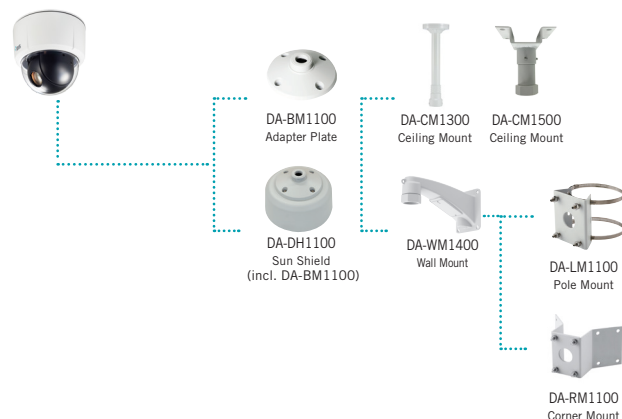 DA-BM1100
Adapter Plate
DA-CM1300
Ceiling Mount
DA-CM1500
Ceiling Mount
DA-DH1100
Sun Shield
(incl. DA-BM1100)
DA-WM1400
Wall Mount
DA-LM1100
Pole Mount
DA-RM1100
Corner Mount